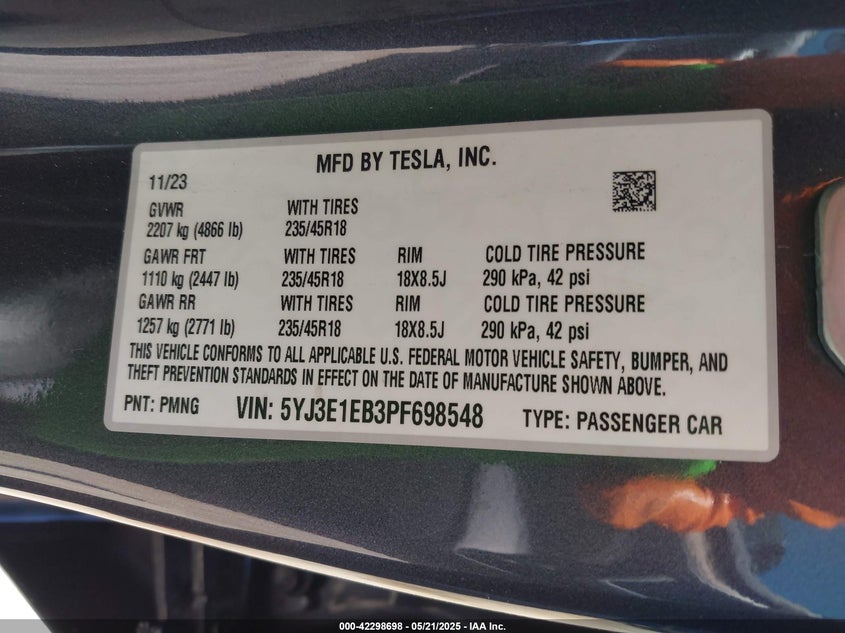 MFD BY TESLA, INC.
11/23
GVWR WITH TIRES
2207 kg (4866 lb) 235/45R18
GAWR FRT WITH TIRES RIM COLD TIRE PRESSURE
1110 kg (2447 lb) 235/45R18 18X8.5J 290 kPa, 42 psi
GAWR RR WITH TIRES RIM COLD TIRE PRESSURE
1257 kg (2771 lb) 235/45R18 18X8.5J 290 kPa, 42 psi
THIS VEHICLE CONFORMS TO ALL APPLICABLE U.S. FEDERAL MOTOR VEHICLE SAFETY, BUMPER, AND
THEFT PREVENTION STANDARDS IN EFFECT ON THE DATE OF MANUFACTURE SHOWN ABOVE.
PNT: PMNG VIN: 5YJ3E1EB3PF698548 TYPE: PASSENGER CAR
000-42298698 - 05/21/2025 - IAA Inc.